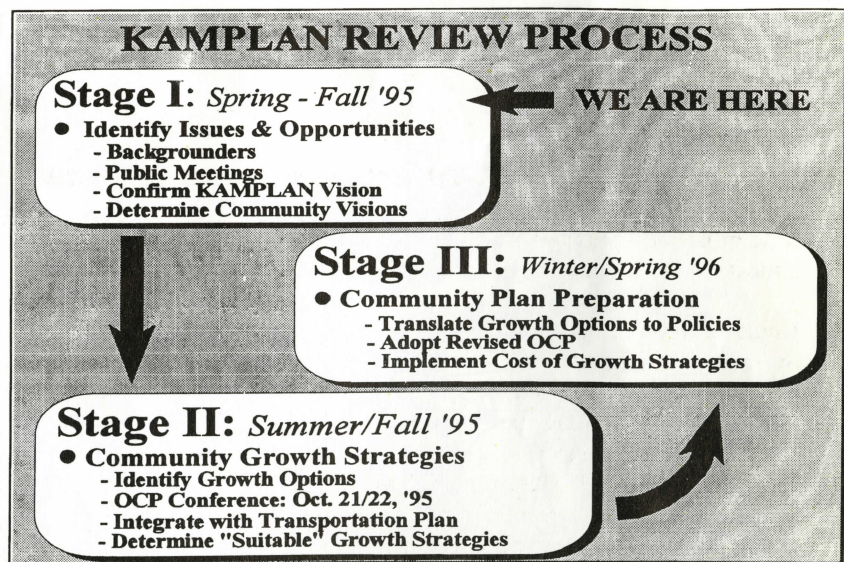 KAMPLAN REVIEW PROCESS
Stage I: Spring - Fall '95
WE ARE HERE
● Identify Issues & Opportunities
- Backgrounders
- Public Meetings
- Confirm KAMPLAN Vision
- Determine Community Visions
Stage III: Winter/Spring '96
● Community Plan Preparation
- Translate Growth Options to Policies
- Adopt Revised OCP
- Implement Cost of Growth Strategies
Stage II: Summer/Fall '95
● Community Growth Strategies
- Identify Growth Options
- OCP Conference: Oct. 21/22, '95
- Integrate with Transportation Plan
- Determine "Suitable" Growth Strategies